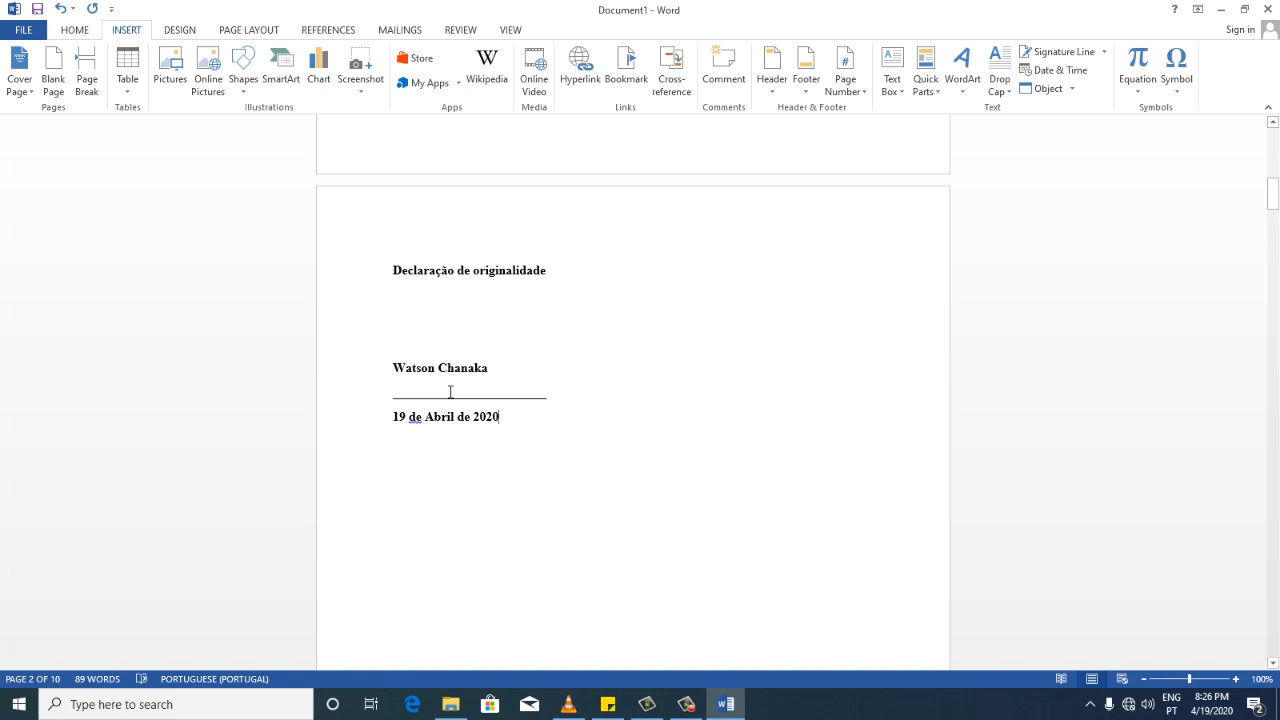 Document1 - Word
Sign in
FILE HOME INSERT DESIGN PAGE LAYOUT REFERENCES MAILINGS REVIEW VIEW
Cover Page
Blank Page
Page Break
Pages
Table
Tables
Pictures
Online Pictures
Shapes
SmartArt
Chart
Screenshot
Illustrations
Store
My Apps
Wikipedia
Apps
Online Video
Media
Hyperlink
Bookmark
Cross-reference
Links
Comment
Comments
Header
Footer
Page Number
Header & Footer
Text Box
Quick Parts
WordArt
Drop Cap
Signature Line
Date & Time
Object
Text
Equation
Symbol
Symbols
Declaração de originalidade
Watson Chanaka
19 de Abril de 2020
PAGE 2 OF 10 89 WORDS PORTUGUESE (PORTUGAL) 100%
Type here to search
ENG
PT
8:26 PM
4/19/2020
2